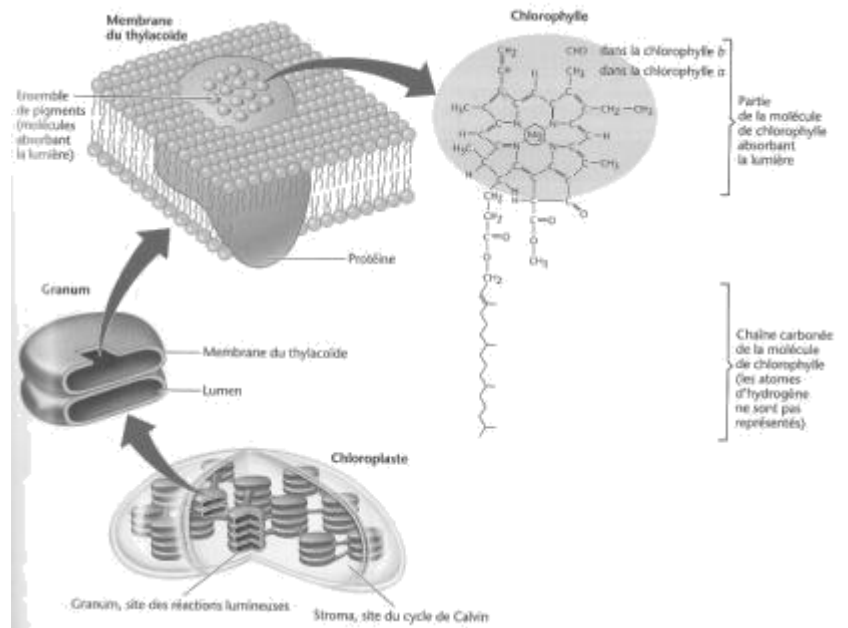 Membrane
du thylacoïde
Chlorophylle
CH₂
CHO dans la chlorophylle b
CH
H
CH₃ dans la chlorophylle a
Ensemble
de pigments
(molécules
absorbant
la lumière)
H₃C
CH₂
CH₃
N
N
H
Mg
H
N
N
H₃C
CH₃
H
CH₂
H
H
O
CH₂
C=O
C=O
O
O
CH₃
CH₂
Partie
de la molécule
de chlorophylle
absorbant
la lumière
Protéine
Granum
Membrane du thylacoïde
Lumen
Chaîne carbonée
de la molécule
de chlorophylle
(les atomes
d'hydrogène
ne sont pas
représentés)
Chloroplaste
Granum, site des réactions lumineuses
Stroma, site du cycle de Calvin